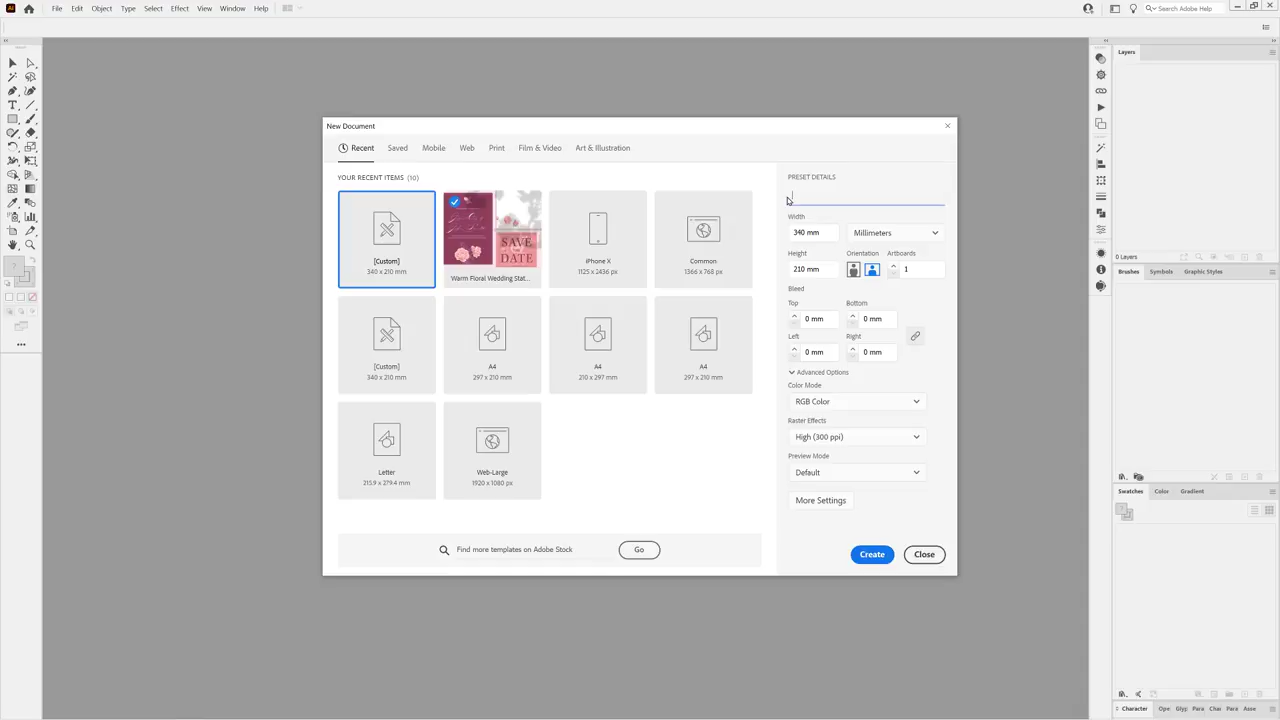 Ai File Edit Object Type Select Effect View Window Help
Search Adobe Help
Layers
New Document
Recent Saved Mobile Web Print Film & Video Art & Illustration
YOUR RECENT ITEMS (10)
PRESET DETAILS
Width
340 mm Millimeters
Height Orientation Artboards
210 mm 1
Bleed
Top Bottom
0 mm 0 mm
Left Right
0 mm 0 mm
Advanced Options
Color Mode
RGB Color
Raster Effects
High (300 ppi)
Preview Mode
Default
More Settings
Create Close
[Custom]
340 x 210 mm
SAVE
THE
DATE
Warm Floral Wedding Stat...
iPhone X
1125 x 2436 px
Common
1366 x 768 px
[Custom]
340 x 210 mm
A4
297 x 210 mm
A4
210 x 297 mm
A4
297 x 210 mm
Letter
215.9 x 279.4 mm
Web-Large
1920 x 1080 px
Find more templates on Adobe Stock Go
0 Layers
Brushes Symbols Graphic Styles
Swatches Color Gradient
Character Ope Glyp Para Chai Para Asse